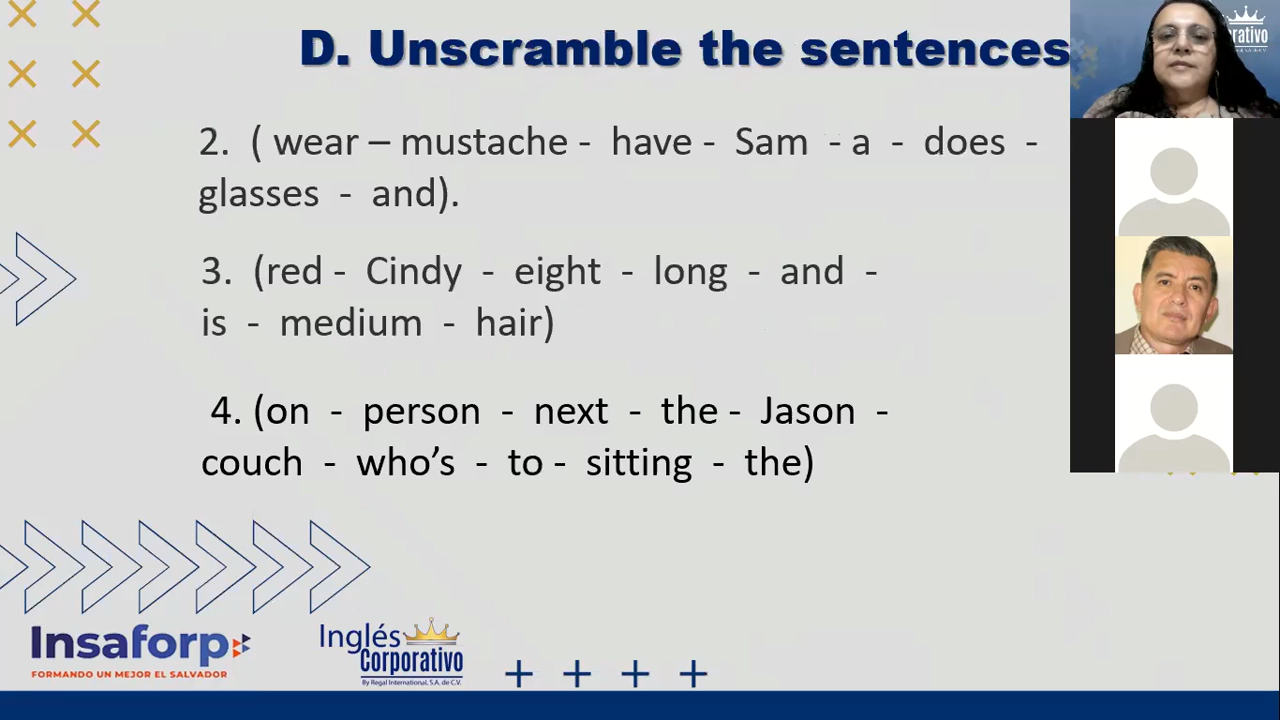 D. Unscramble the sentences
2. ( wear – mustache - have - Sam - a - does -
glasses - and).
3. (red - Cindy - eight - long - and -
is - medium - hair)
4. (on - person - next - the - Jason -
couch - who's - to - sitting - the)
Insaforp
FORMANDO UN MEJOR EL SALVADOR
Inglés
Corporativo
By Regal International, S.A. de C.V.